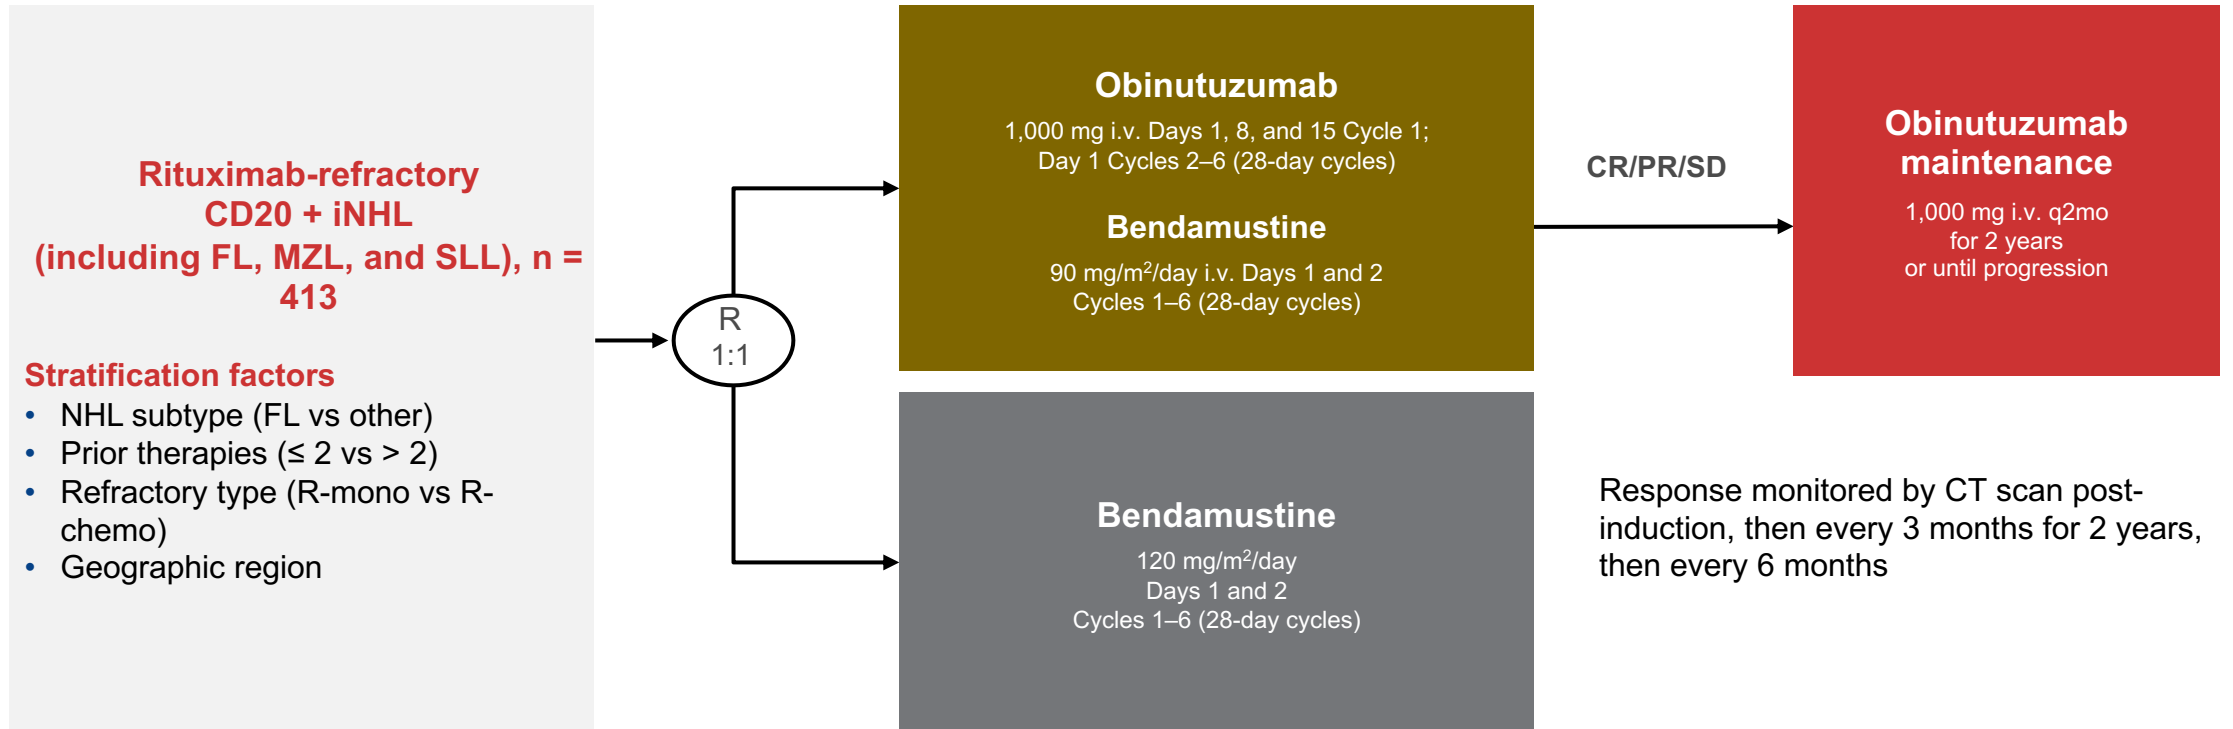 Rituximab-refractory
CD20 + iNHL
(including FL, MZL, and SLL), n =
413
Stratification factors
• NHL subtype (FL vs other)
• Prior therapies (≤ 2 vs > 2)
• Refractory type (R-mono vs R-
chemo)
• Geographic region
R
1:1
Obinutuzumab
1,000 mg i.v. Days 1, 8, and 15 Cycle 1;
Day 1 Cycles 2–6 (28-day cycles)
Bendamustine
90 mg/m²/day i.v. Days 1 and 2
Cycles 1–6 (28-day cycles)
Bendamustine
120 mg/m²/day
Days 1 and 2
Cycles 1–6 (28-day cycles)
CR/PR/SD
Obinutuzumab
maintenance
1,000 mg i.v. q2mo
for 2 years
or until progression
Response monitored by CT scan post-
induction, then every 3 months for 2 years,
then every 6 months